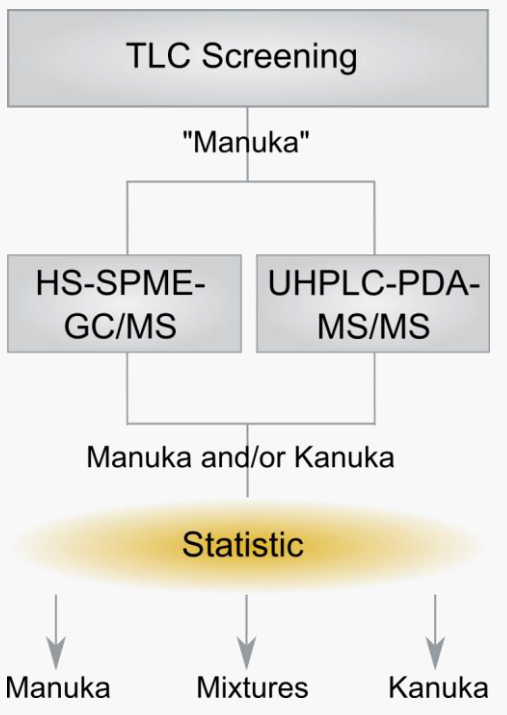 TLC Screening
"Manuka"
HS-SPME-
GC/MS
UHPLC-PDA-
MS/MS
Manuka and/or Kanuka
Statistic
Manuka
Mixtures
Kanuka